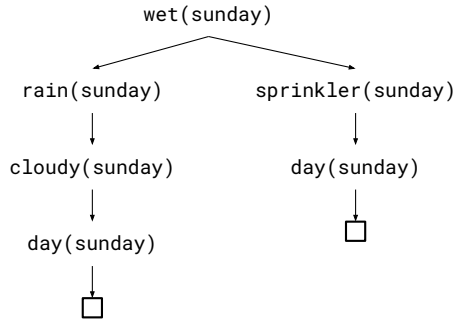 wet(sunday)
rain(sunday)
sprinkler(sunday)
cloudy(sunday)
day(sunday)
day(sunday)